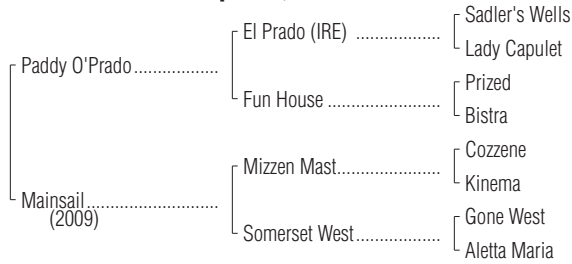 Sadler's Wells
El Prado (IRE) ..................
Lady Capulet
Paddy O'Prado..................
Prized
Fun House ........................
Bistra
Cozzene
Mizzen Mast......................
Kinema
Mainsail............................
(2009)
Gone West
Somerset West..................
Aletta Maria